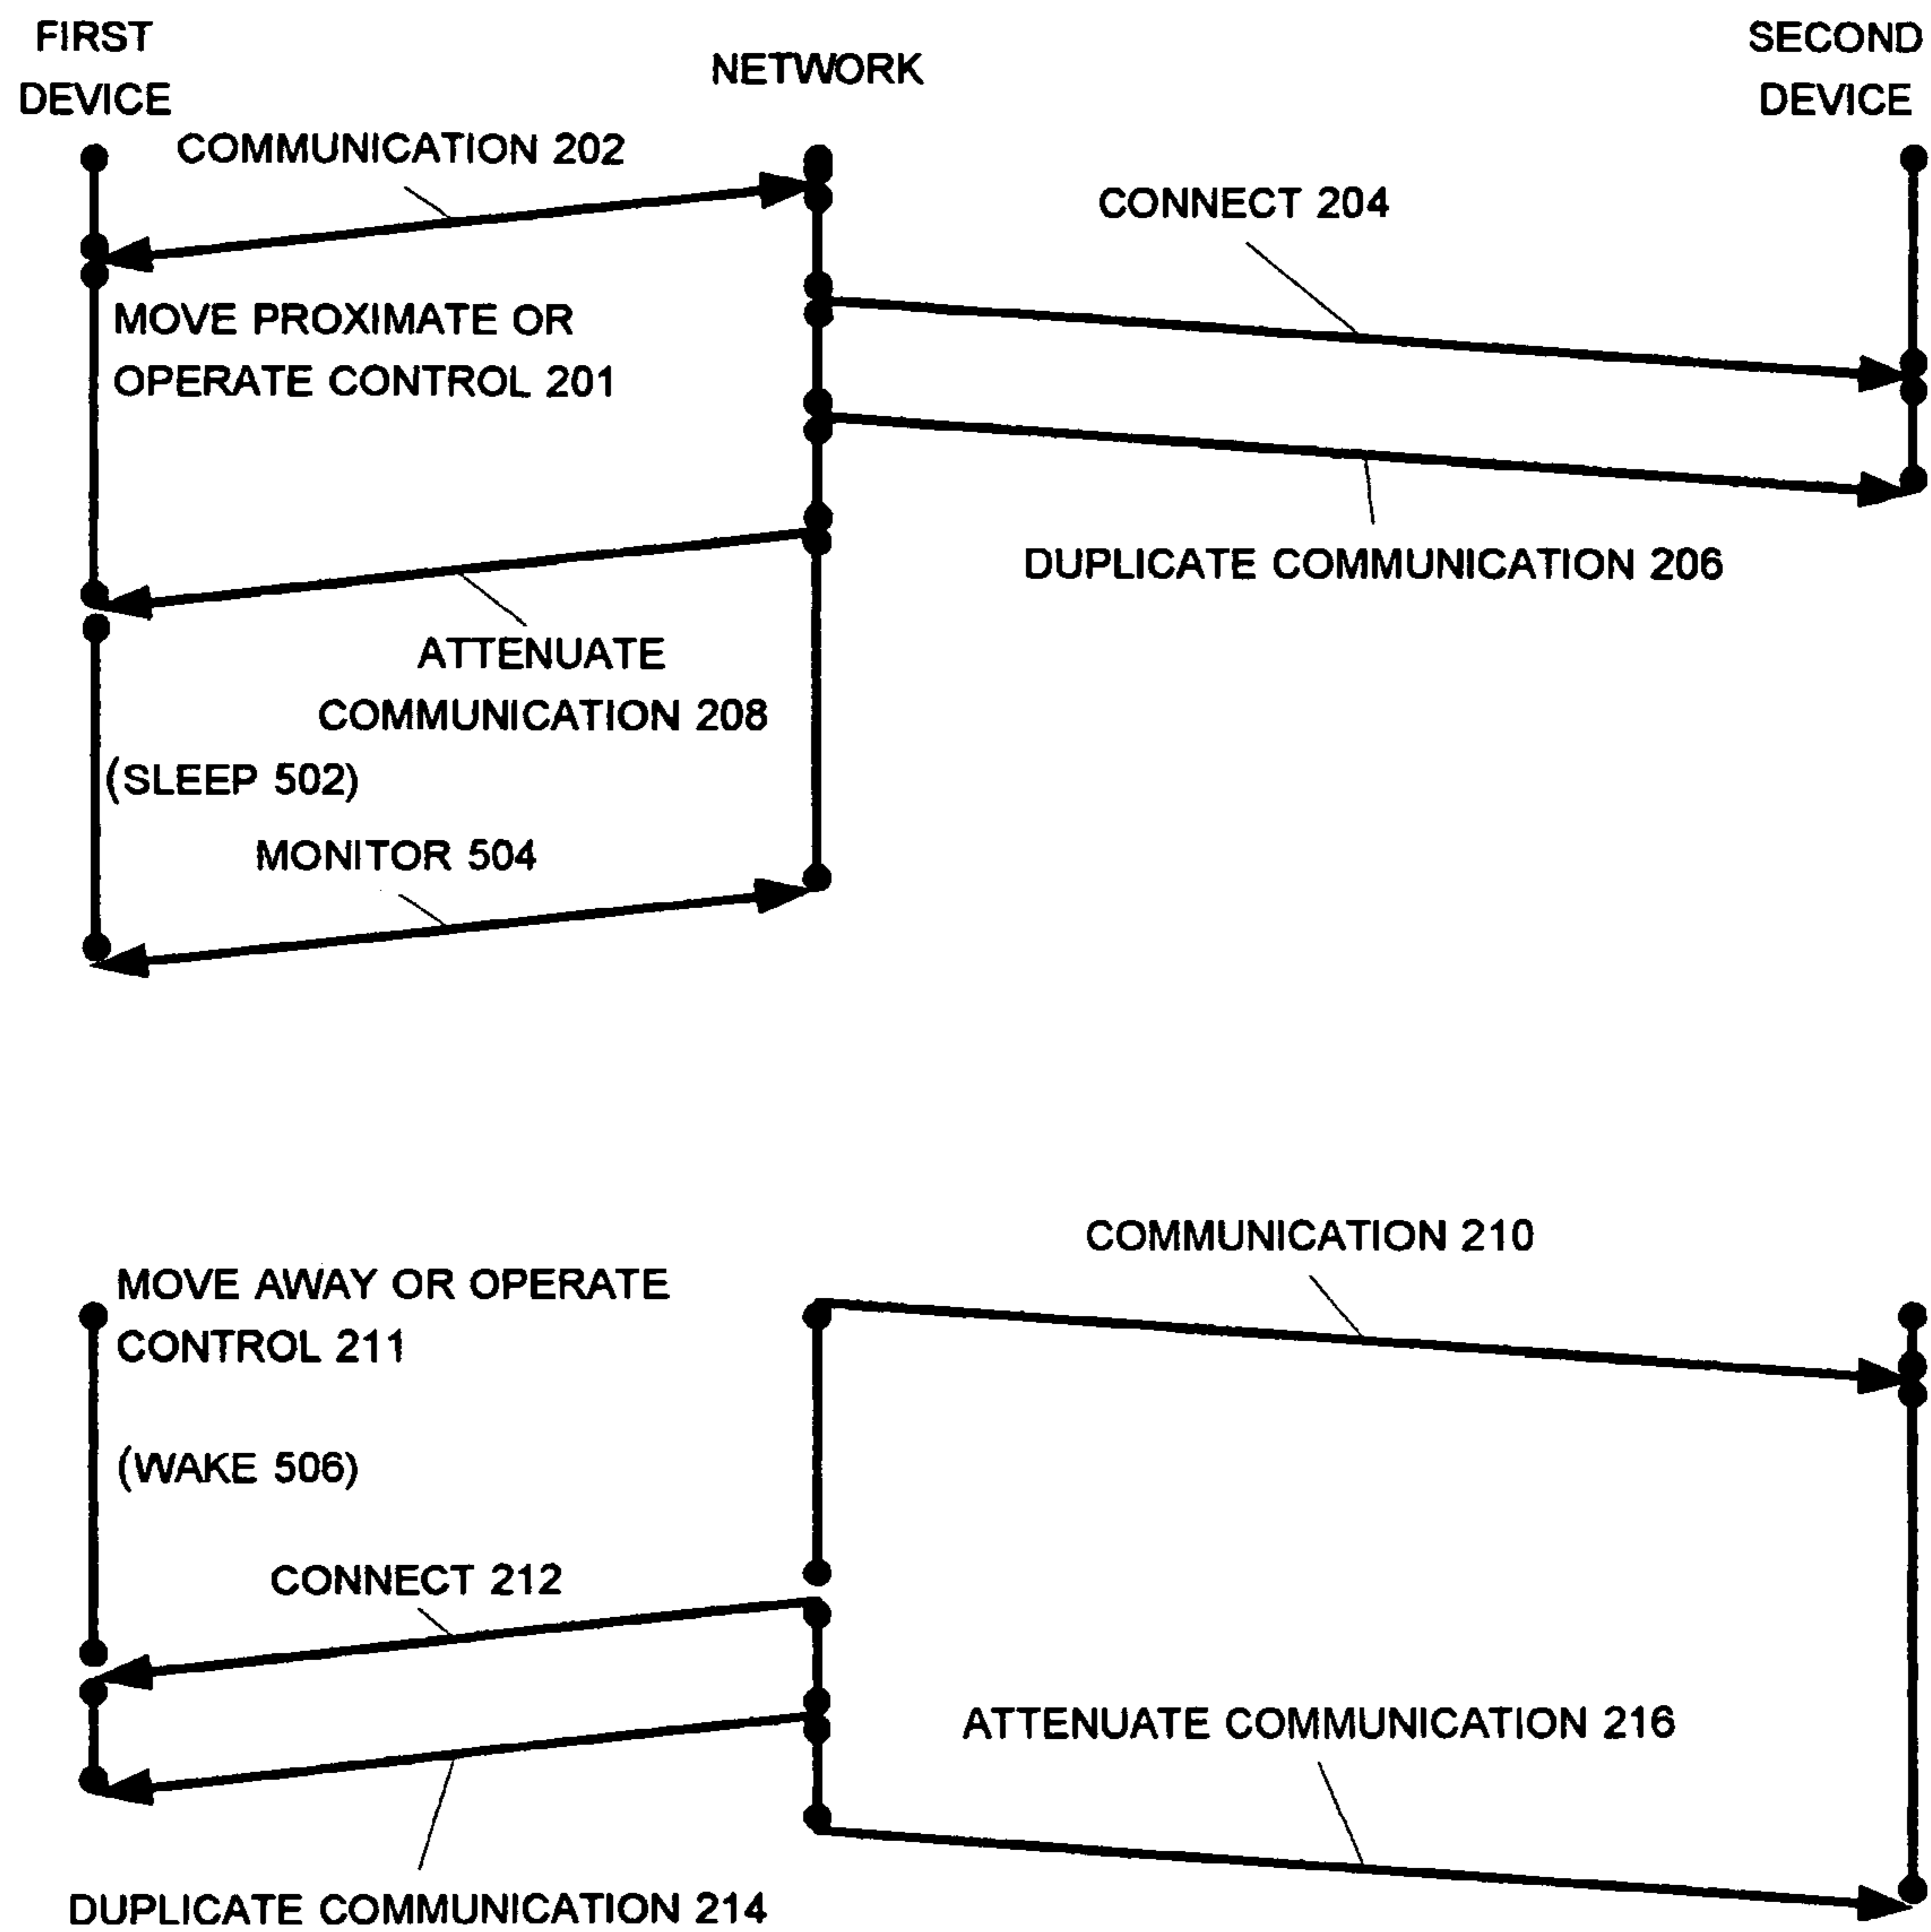 FIRST
DEVICE
NETWORK
SECOND
DEVICE
COMMUNICATION 202
CONNECT 204
MOVE PROXIMATE OR
OPERATE CONTROL 201
DUPLICATE COMMUNICATION 206
ATTENUATE
COMMUNICATION 208
(SLEEP 502)
MONITOR 504
COMMUNICATION 210
MOVE AWAY OR OPERATE
CONTROL 211
(WAKE 506)
CONNECT 212
ATTENUATE COMMUNICATION 216
DUPLICATE COMMUNICATION 214